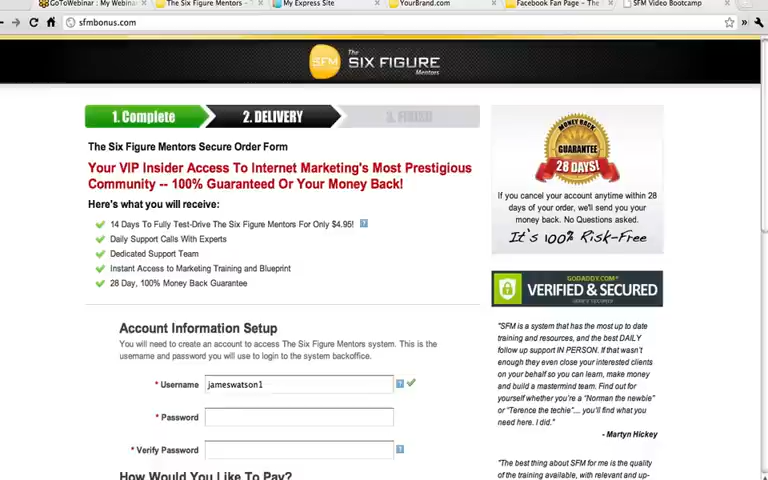 GoToWebinar : My Webinar
The Six Figure Mentors - T
My Express Site
YourBrand.com
Facebook Fan Page - The
SFM Video Bootcamp
sfmbonus.com
SFM
The
SIX FIGURE
Mentors
1. Complete
2. DELIVERY
3. FINISH
The Six Figure Mentors Secure Order Form
Your VIP Insider Access To Internet Marketing's Most Prestigious
Community -- 100% Guaranteed Or Your Money Back!
Here's what you will receive:
14 Days To Fully Test-Drive The Six Figure Mentors For Only $4.95! ?
Daily Support Calls With Experts
Dedicated Support Team
Instant Access to Marketing Training and Blueprint
28 Day, 100% Money Back Guarantee
Account Information Setup
You will need to create an account to access The Six Figure Mentors system. This is the
username and password you will use to login to the system backoffice.
* Username jameswatson1 ?
* Password
* Verify Password ?
How Would You Like To Pay?
MONEY BACK
GUARANTEE
28 DAYS!
If you cancel your account anytime within 28
days of your order, we'll send you your
money back. No Questions asked.
It's 100% Risk-Free
GODADDY.COM®
VERIFIED & SECURED
"SFM is a system that has the most up to date
training and resources, and the best DAILY
follow up support IN PERSON. If that wasn't
enough they even close your interested clients
on your behalf so you can learn, make money
and build a mastermind team. Find out for
yourself whether you're a "Norman the newbie"
or "Terence the techie".... you'll find what you
need here. I did."
- Martyn Hickey
"The best thing about SFM for me is the quality
of the training available, with relevant and up-